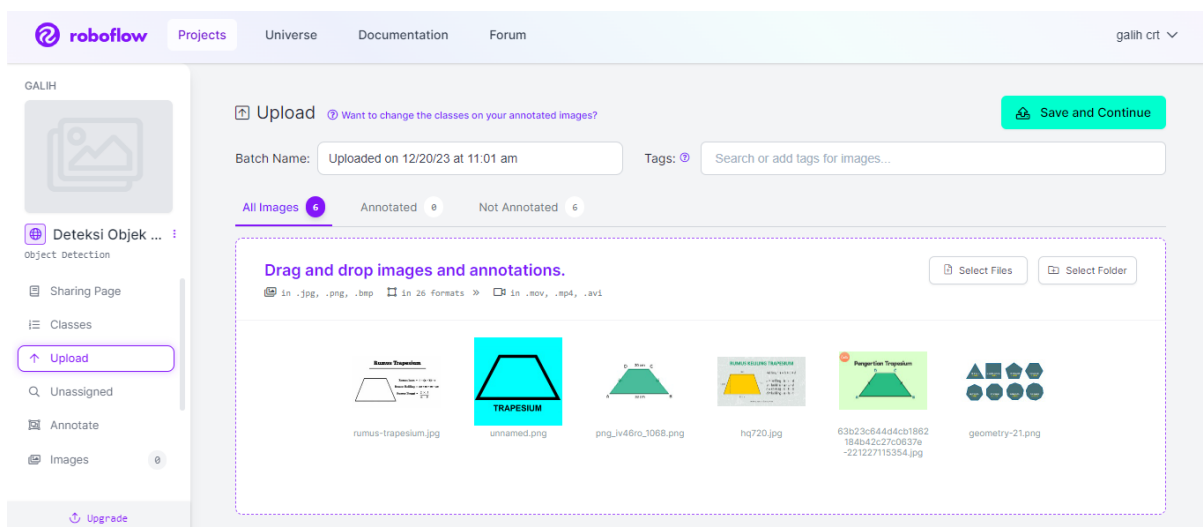 roboflow Projects Universe Documentation Forum galih crt
GALIH
Deteksi Objek ...
Object Detection
Sharing Page
Classes
Upload
Unassigned
Annotate
Images 0
Upgrade
Upload Want to change the classes on your annotated images? Save and Continue
Batch Name: Uploaded on 12/20/23 at 11:01 am Tags: Search or add tags for images...
All Images 6 Annotated 0 Not Annotated 6
Drag and drop images and annotations. Select Files Select Folder
in .jpg, .png, .bmp in 26 formats » in .mov, .mp4, .avi
Rumus Trapesium
TRAPESIUM
RUMUS KELILING TRAPESIUM
Pengertian Trapesium
rumus-trapesium.jpg
unnamed.png
png_iv46ro_1068.png
hq720.jpg
63b23c644d4cb1862
184b42c27c0637e
-221227115354.jpg
geometry-21.png